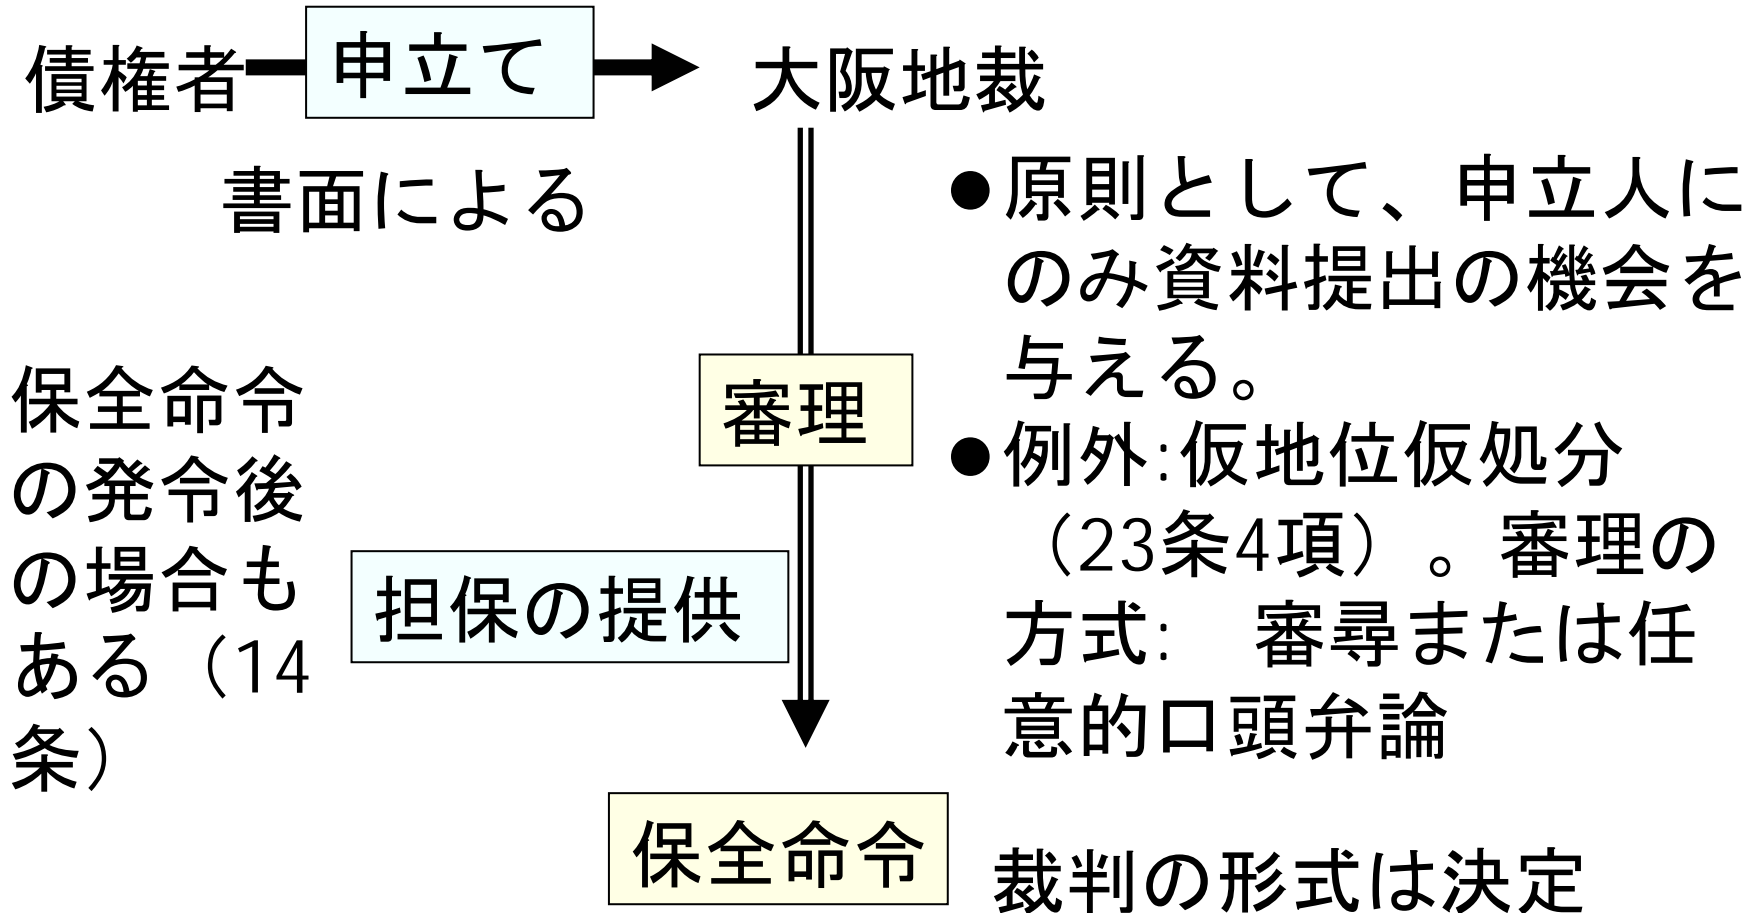 債権者
申立て
大阪地裁
書面による
●原則として、申立人に
のみ資料提出の機会を
与える。
●例外:仮地位仮処分
（23条4項）。審理の
方式:　審尋または任
意的口頭弁論
審理
保全命令
の発令後
の場合も
ある（14
条）
担保の提供
保全命令
裁判の形式は決定